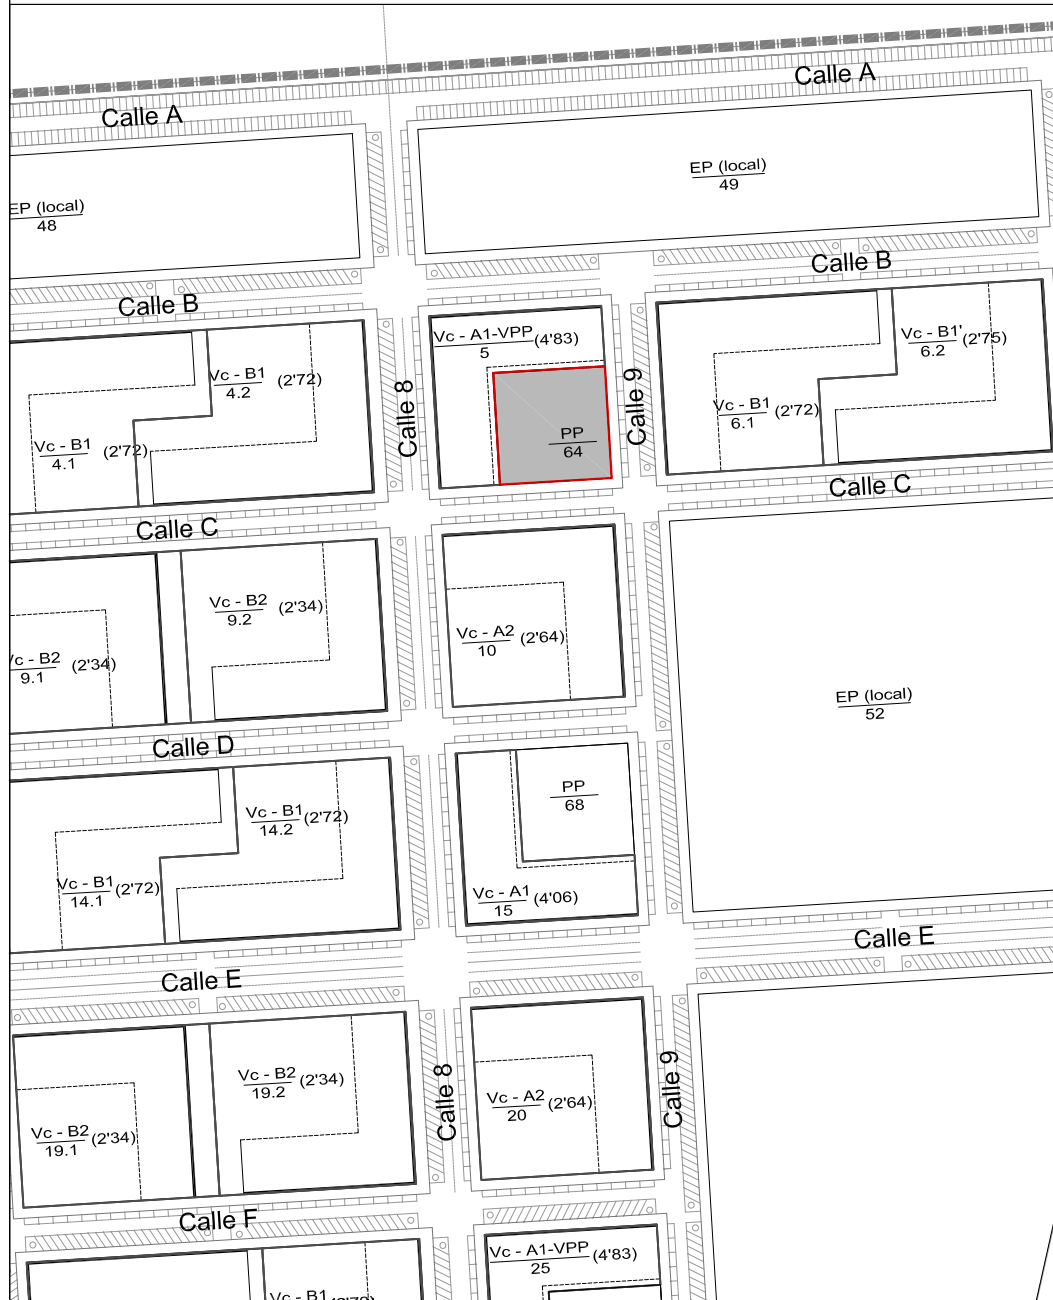 Calle A
Calle A
EP (local)
49
EP (local)
48
Calle B
Calle B
Vc - A1-VPP (4'83)
5
Vc - B1' (2'75)
6.2
Vc - B1 (2'72)
4.2
Calle 8
Calle 9
Vc - B1 (2'72)
6.1
PP
64
Vc - B1 (2'72)
4.1
Calle C
Calle C
Vc - B2 (2'34)
9.2
Vc - A2 (2'64)
10
Vc - B2 (2'34)
9.1
EP (local)
52
Calle D
PP
68
Vc - B1 (2'72)
14.2
Vc - B1 (2'72)
14.1
Vc - A1 (4'06)
15
Calle E
Calle E
Vc - B2 (2'34)
19.2
Calle 8
Calle 9
Vc - A2 (2'64)
20
Vc - B2 (2'34)
19.1
Calle F
Vc - A1-VPP (4'83)
25
Vc - B1 (2'72)